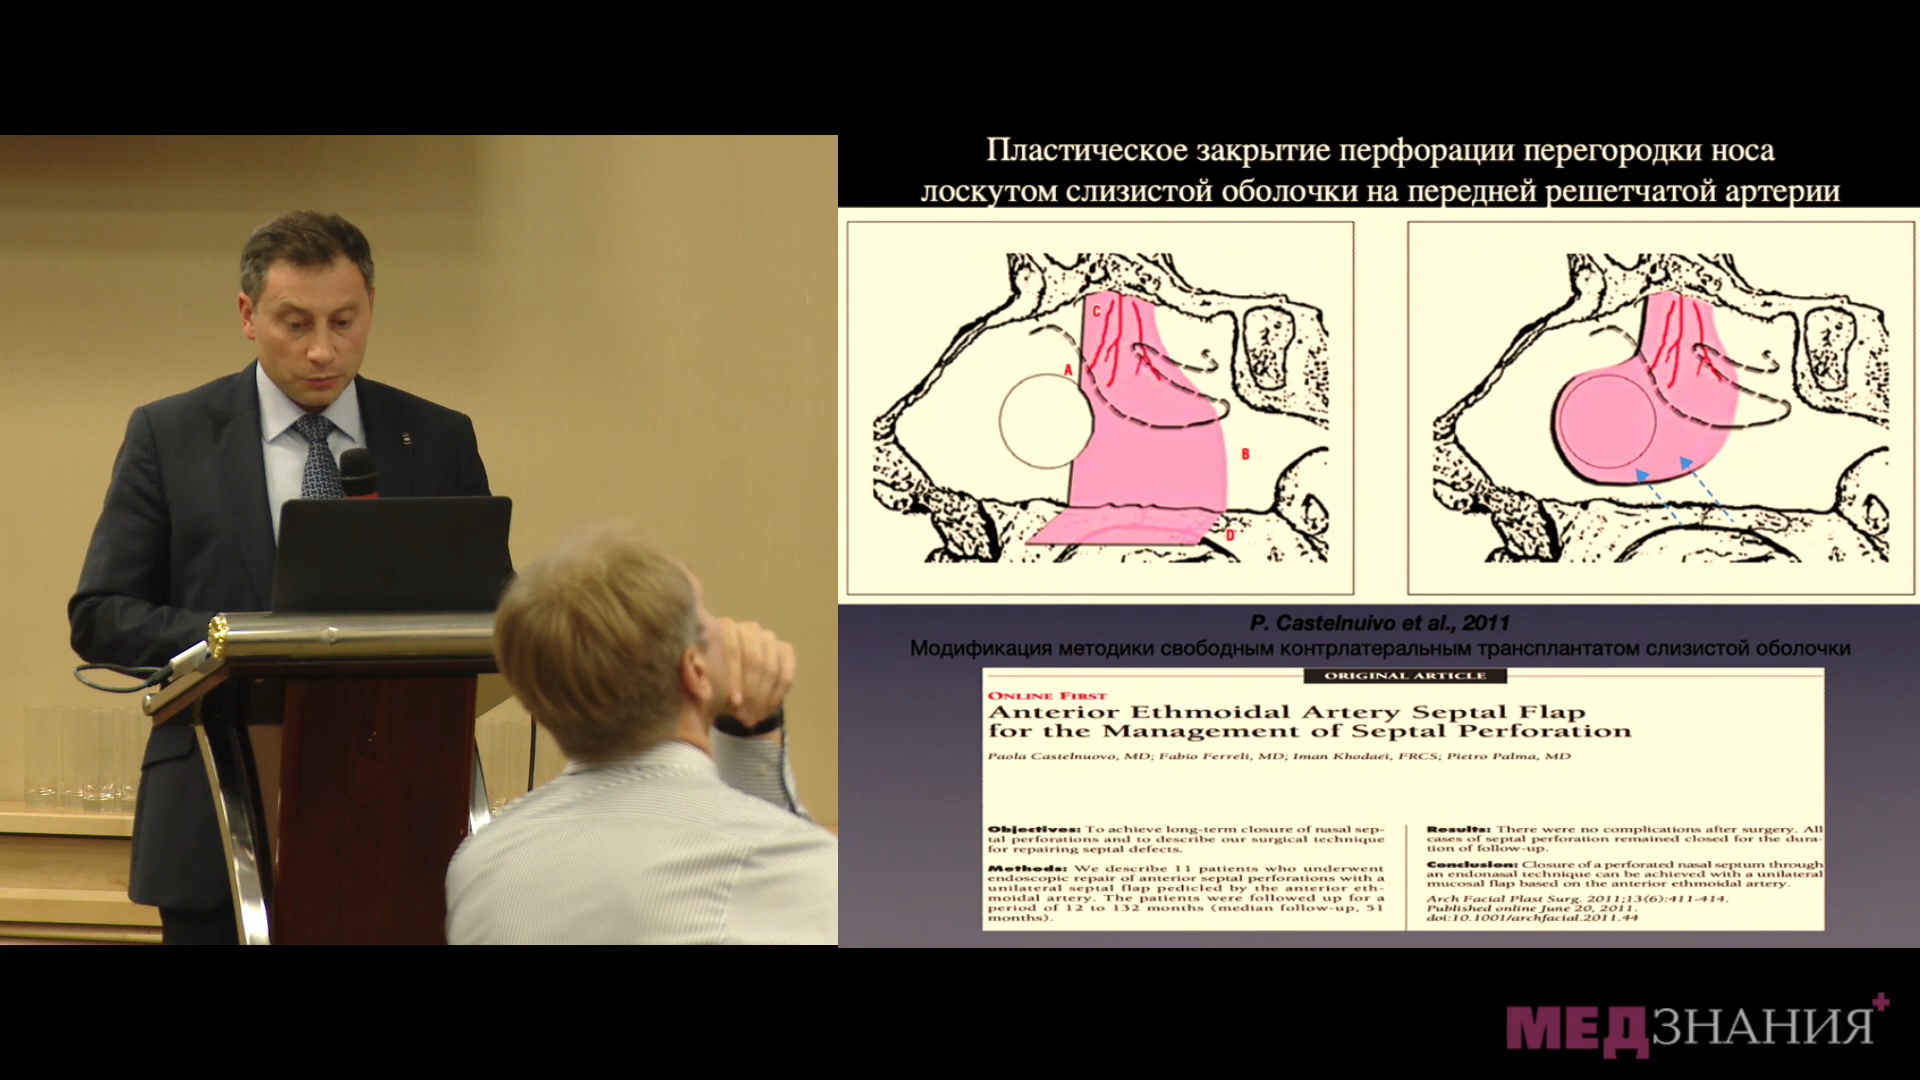 Пластическое закрытие перфорации перегородки носа
лоскутом слизистой оболочки на передней решетчатой артерии
C
A
B
D
P. Castelnuivo et al., 2011
Модификация методики свободным контрлатеральным трансплантатом слизистой оболочки
ORIGINAL ARTICLE
ONLINE FIRST
Anterior Ethmoidal Artery Septal Flap
for the Management of Septal Perforation
Paola Castelnuovo, MD; Fabio Ferreli, MD; Iman Khodaei, FRCS; Pietro Palma, MD
Objectives: To achieve long-term closure of nasal sep-
tal perforations and to describe our surgical technique
for repairing septal defects.
Methods: We describe 11 patients who underwent
endoscopic repair of anterior septal perforations with a
unilateral septal flap pedicled by the anterior eth-
moidal artery. The patients were followed up for a
period of 12 to 132 months (median follow-up, 51
months).
Results: There were no complications after surgery. All
cases of septal perforation remained closed for the dura-
tion of follow-up.
Conclusion: Closure of a perforated nasal septum through
an endonasal technique can be achieved with a unilateral
mucosal flap based on the anterior ethmoidal artery.
Arch Facial Plast Surg. 2011;13(6):411-414.
Published online June 20, 2011.
doi:10.1001/archfacial.2011.44
МЕДЗНАНИЯ+